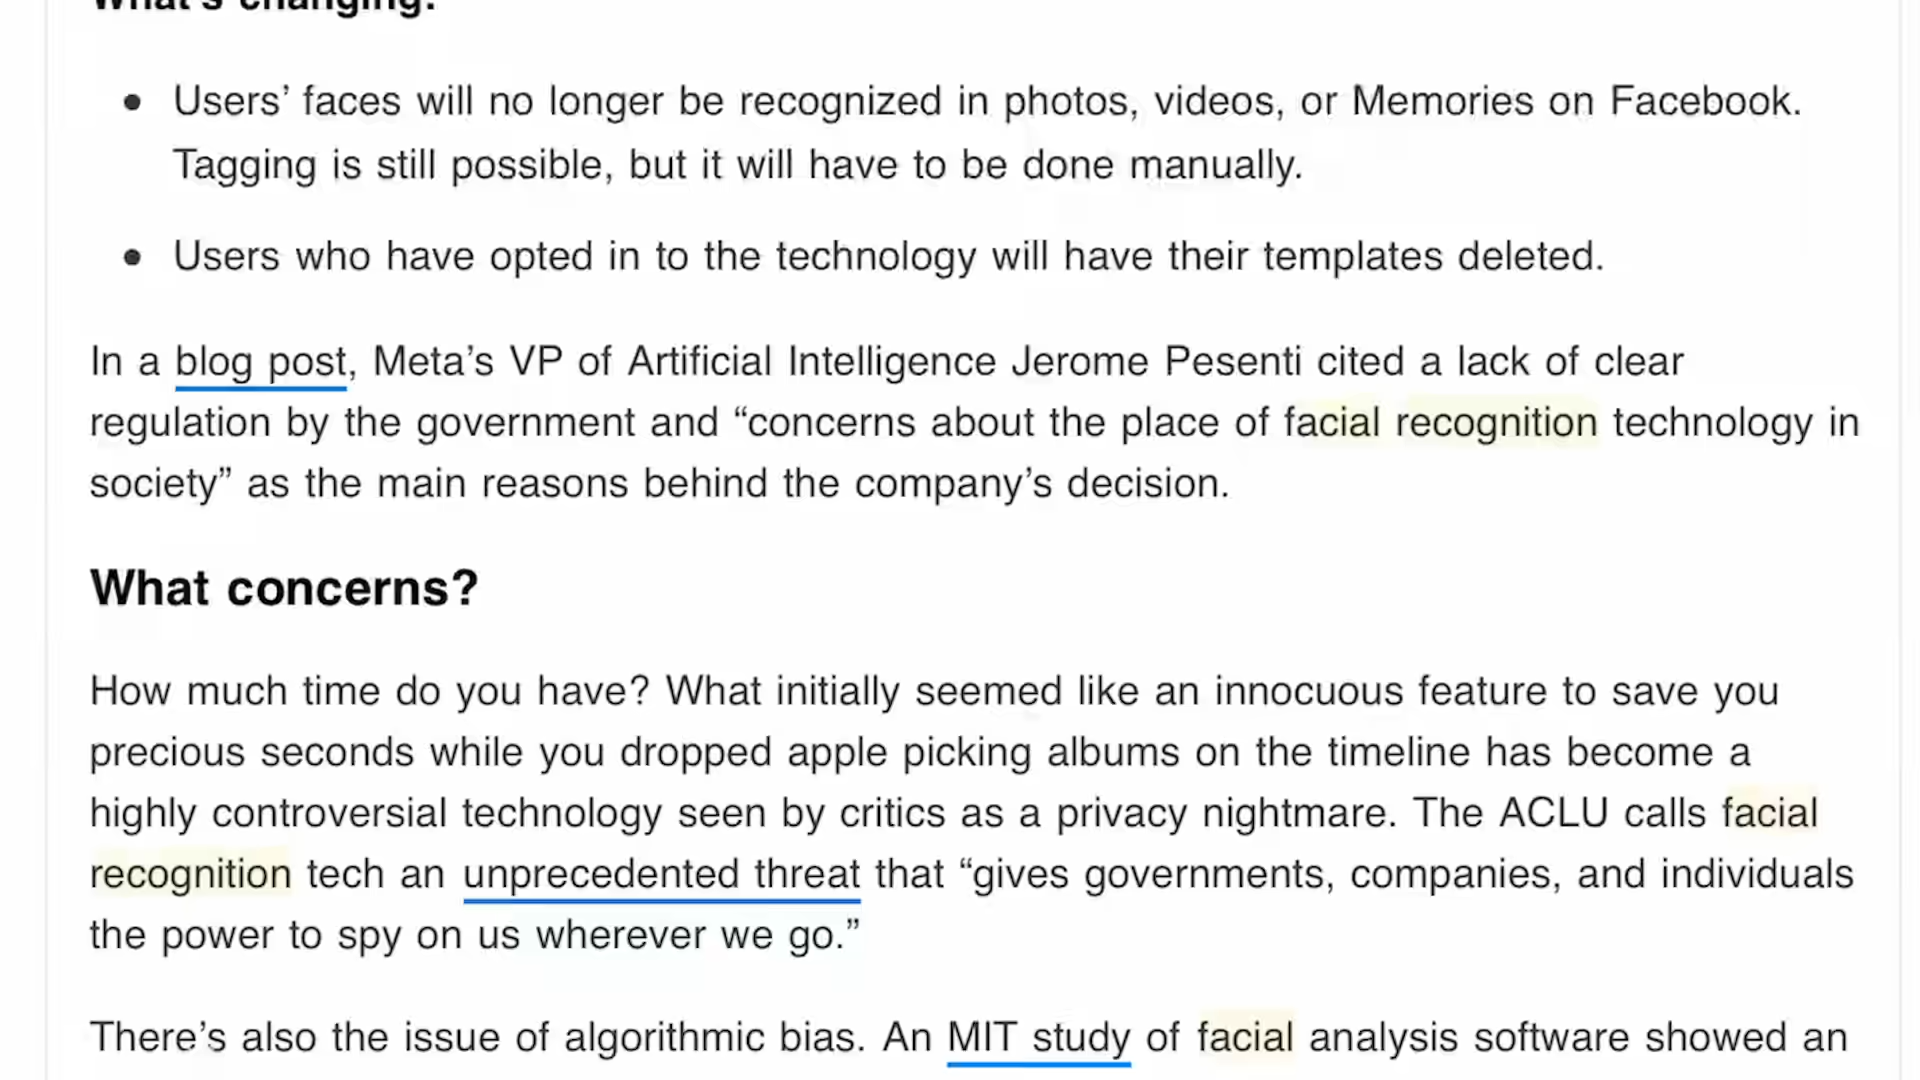 What's changing?
Users’ faces will no longer be recognized in photos, videos, or Memories on Facebook.
Tagging is still possible, but it will have to be done manually.
Users who have opted in to the technology will have their templates deleted.
In a blog post, Meta’s VP of Artificial Intelligence Jerome Pesenti cited a lack of clear
regulation by the government and “concerns about the place of facial recognition technology in
society” as the main reasons behind the company’s decision.
What concerns?
How much time do you have? What initially seemed like an innocuous feature to save you
precious seconds while you dropped apple picking albums on the timeline has become a
highly controversial technology seen by critics as a privacy nightmare. The ACLU calls facial
recognition tech an unprecedented threat that “gives governments, companies, and individuals
the power to spy on us wherever we go.”
There’s also the issue of algorithmic bias. An MIT study of facial analysis software showed an